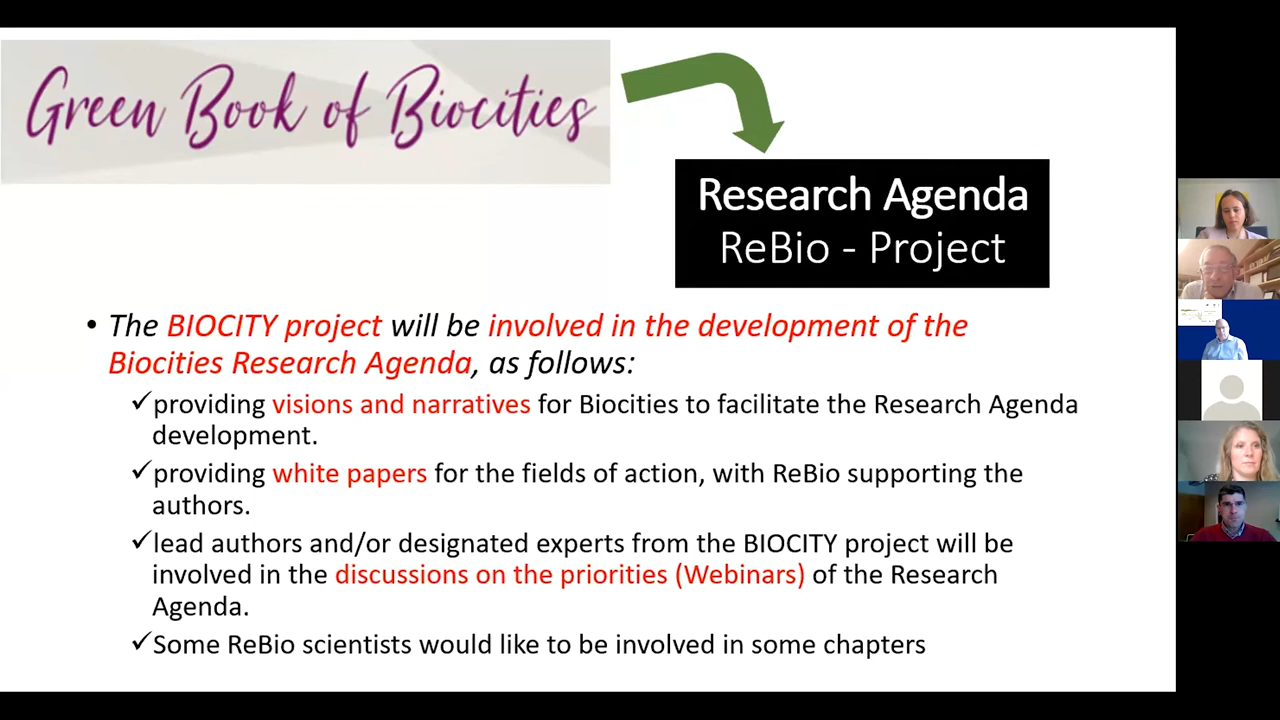 Green Book of Biocities
Research Agenda
ReBio - Project
• The BIOCITY project will be involved in the development of the
Biocities Research Agenda, as follows:
✓providing visions and narratives for Biocities to facilitate the Research Agenda
development.
✓providing white papers for the fields of action, with ReBio supporting the
authors.
✓lead authors and/or designated experts from the BIOCITY project will be
involved in the discussions on the priorities (Webinars) of the Research
Agenda.
✓Some ReBio scientists would like to be involved in some chapters